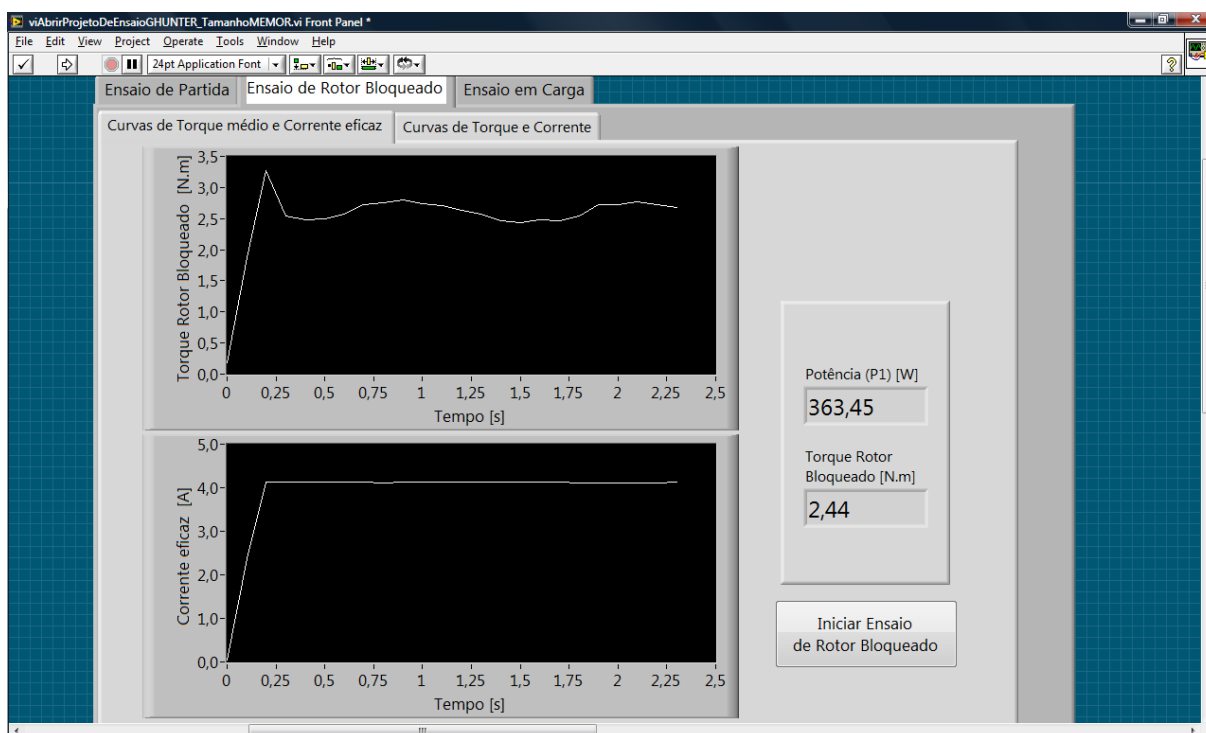 viAbrirProjetoDeEnsaioGHUNTER_TamanhoMEMOR.vi Front Panel *
File Edit View Project Operate Tools Window Help
24pt Application Font
Ensaio de Partida Ensaio de Rotor Bloqueado Ensaio em Carga
Curvas de Torque médio e Corrente eficaz Curvas de Torque e Corrente
Torque Rotor Bloqueado [N.m]
3,5
3,0
2,5
2,0
1,5
1,0
0,5
0,0
0 0,25 0,5 0,75 1 1,25 1,5 1,75 2 2,25 2,5
Tempo [s]
Corrente eficaz [A]
5,0
4,0
3,0
2,0
1,0
0,0
0 0,25 0,5 0,75 1 1,25 1,5 1,75 2 2,25 2,5
Tempo [s]
Potência (P1) [W]
363,45
Torque Rotor
Bloqueado [N.m]
2,44
Iniciar Ensaio
de Rotor Bloqueado